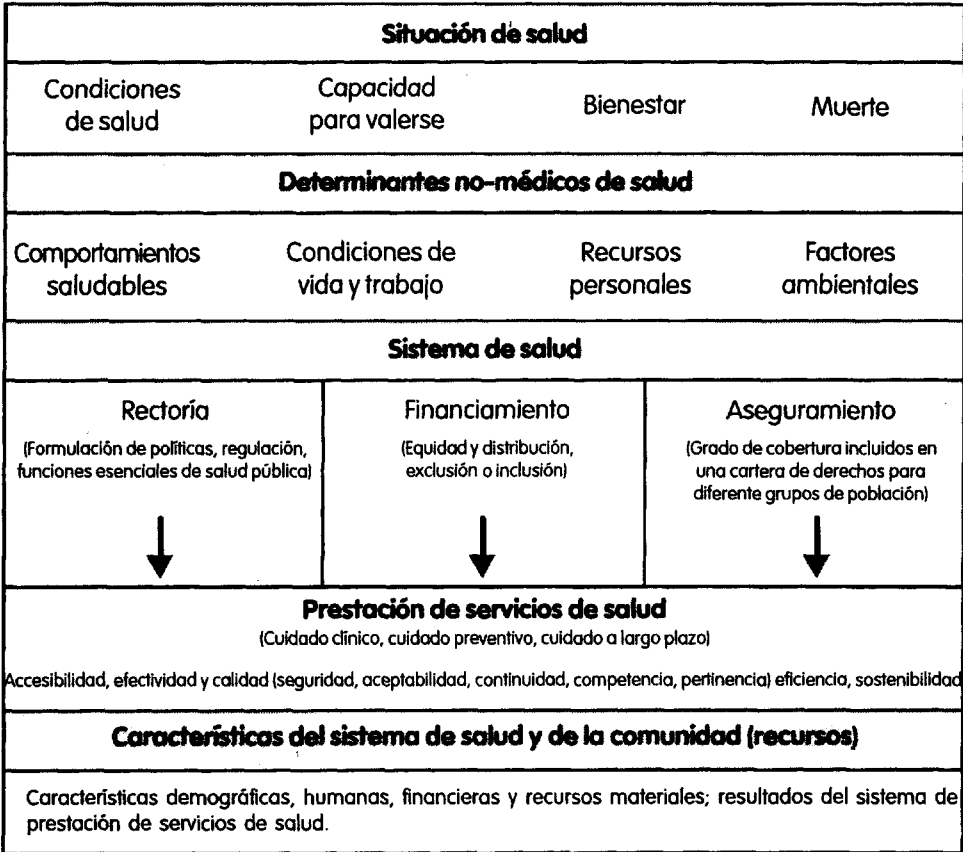 Situación de salud
Condiciones de salud
Capacidad para valerse
Bienestar
Muerte
Determinantes no-médicos de salud
Comportamientos saludables
Condiciones de vida y trabajo
Recursos personales
Factores ambientales
Sistema de salud
Rectoría
(Formulación de políticas, regulación,
funciones esenciales de salud pública)
Financiamiento
(Equidad y distribución,
exclusión o inclusión)
Aseguramiento
(Grado de cobertura incluidos en
una cartera de derechos para
diferente grupos de población)
Prestación de servicios de salud
(Cuidado clínico, cuidado preventivo, cuidado a largo plazo)
Accesibilidad, efectividad y calidad (seguridad, aceptabilidad, continuidad, competencia, pertinencia) eficiencia, sostenibilidad
Características del sistema de salud y de la comunidad (recursos)
Características demográficas, humanas, financieras y recursos materiales; resultados del sistema de
prestación de servicios de salud.